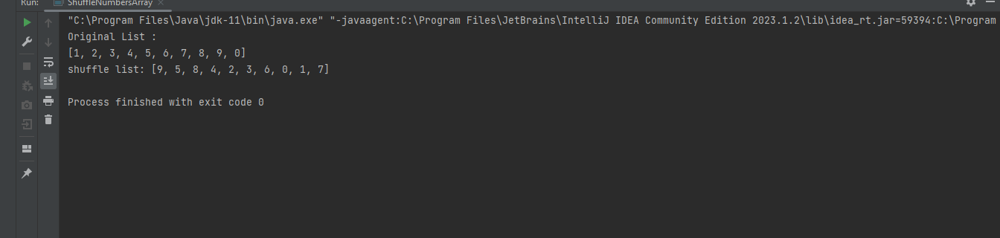 Run:
ShuffleNumbersArray
"C:\Program Files\Java\jdk-11\bin\java.exe" "-javaagent:C:\Program Files\JetBrains\IntelliJ IDEA Community Edition 2023.1.2\lib\idea_rt.jar=59394:C:\Program
Original List :
[1, 2, 3, 4, 5, 6, 7, 8, 9, 0]
shuffle list: [9, 5, 8, 4, 2, 3, 6, 0, 1, 7]
Process finished with exit code 0